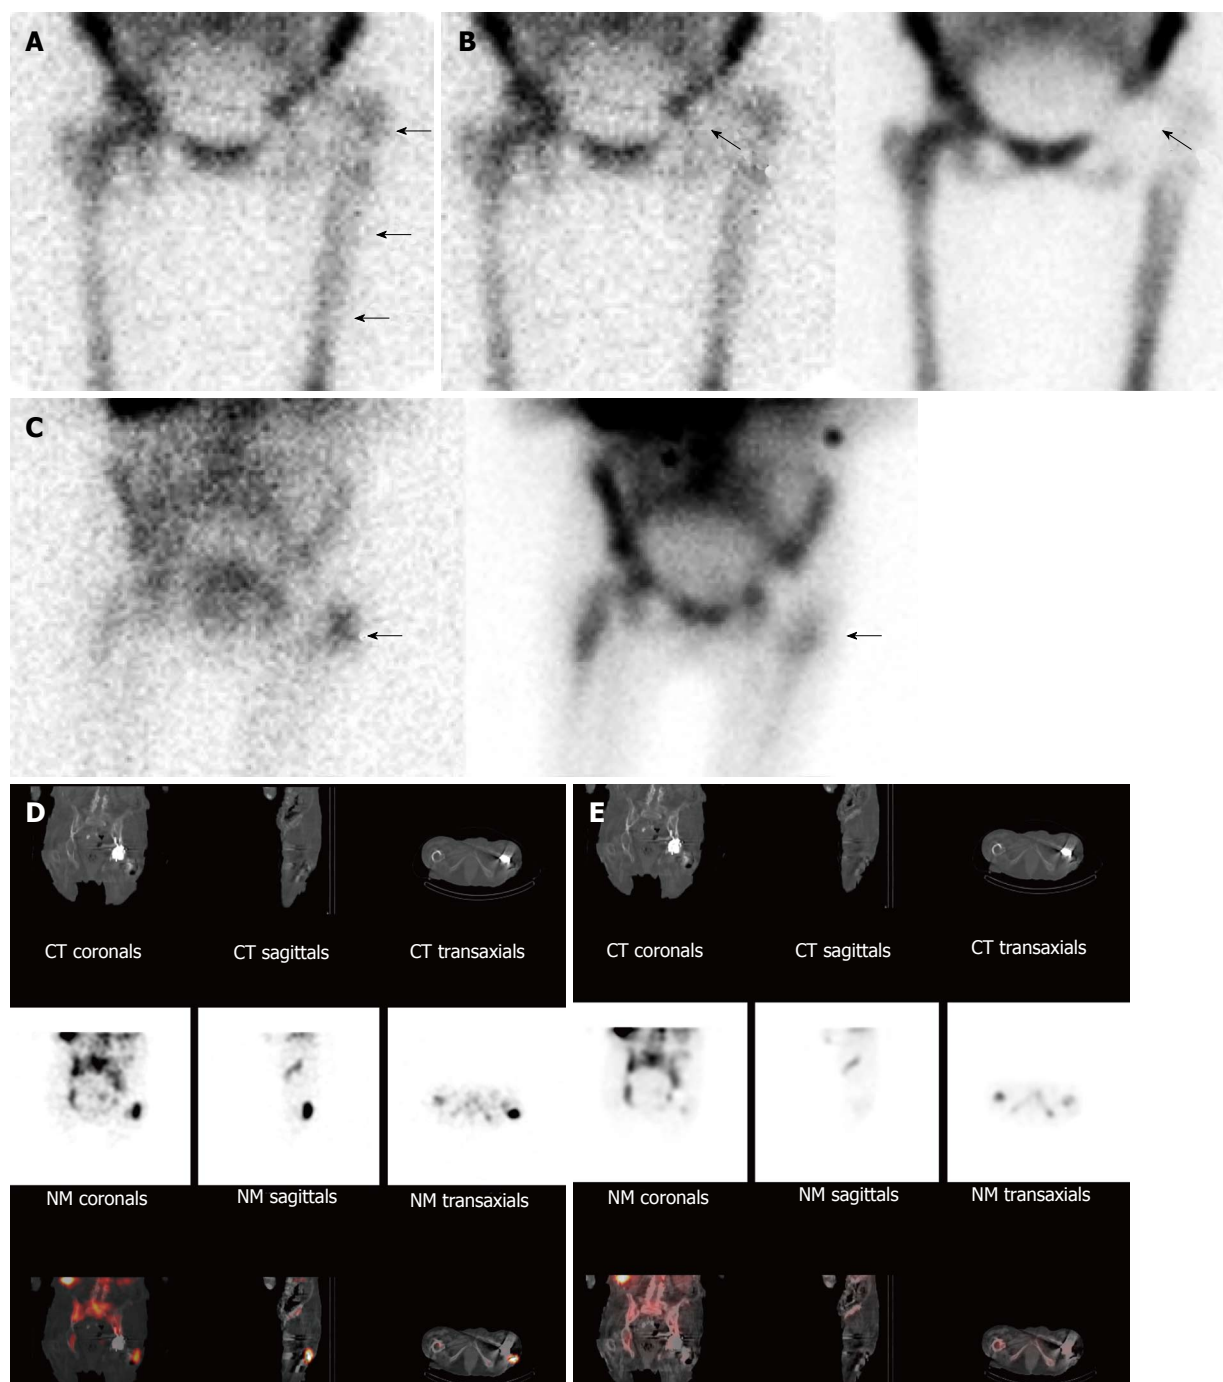 A
B
C
D
E
CT coronals
CT sagittals
CT transaxials
CT coronals
CT sagittals
CT transaxials
NM coronals
NM sagittals
NM transaxials
NM coronals
NM sagittals
NM transaxials